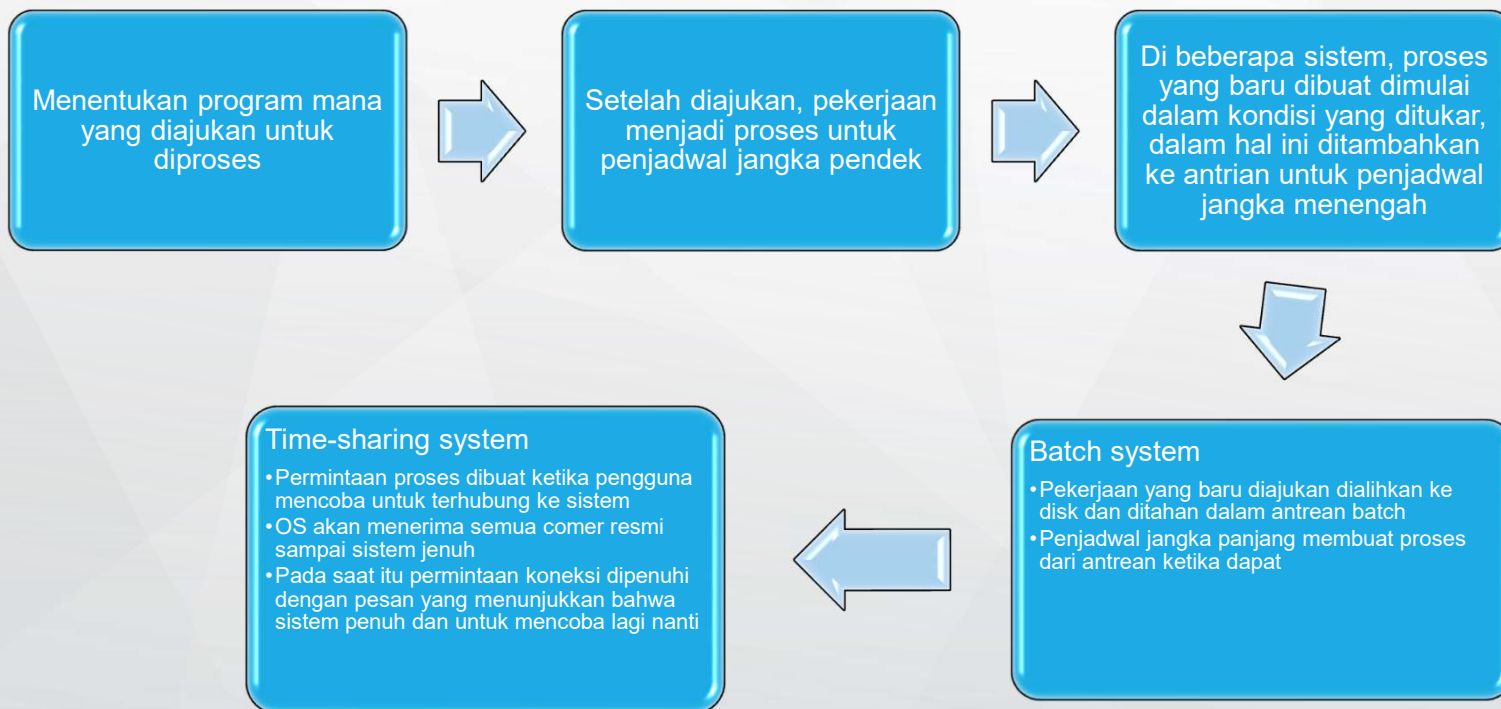 Menentukan program mana
yang diajukan untuk
diproses
Setelah diajukan, pekerjaan
menjadi proses untuk
penjadwal jangka pendek
Di beberapa sistem, proses
yang baru dibuat dimulai
dalam kondisi yang ditukar,
dalam hal ini ditambahkan
ke antrian untuk penjadwal
jangka menengah
Batch system
•Pekerjaan yang baru diajukan dialihkan ke
disk dan ditahan dalam antrean batch
•Penjadwal jangka panjang membuat proses
dari antrean ketika dapat
Time-sharing system
•Permintaan proses dibuat ketika pengguna
mencoba untuk terhubung ke sistem
•OS akan menerima semua comer resmi
sampai sistem jenuh
•Pada saat itu permintaan koneksi dipenuhi
dengan pesan yang menunjukkan bahwa
sistem penuh dan untuk mencoba lagi nanti